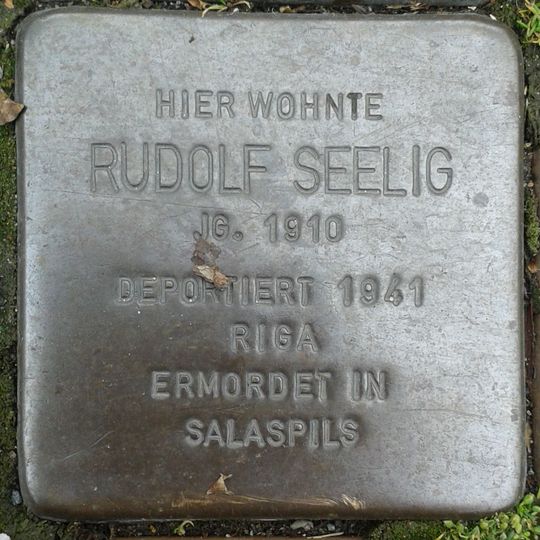 HIER WOHNTE
RUDOLF SEELIG
JG. 1910
DEPORTIERT 1941
RIGA
ERMORDET IN
SALASPILS